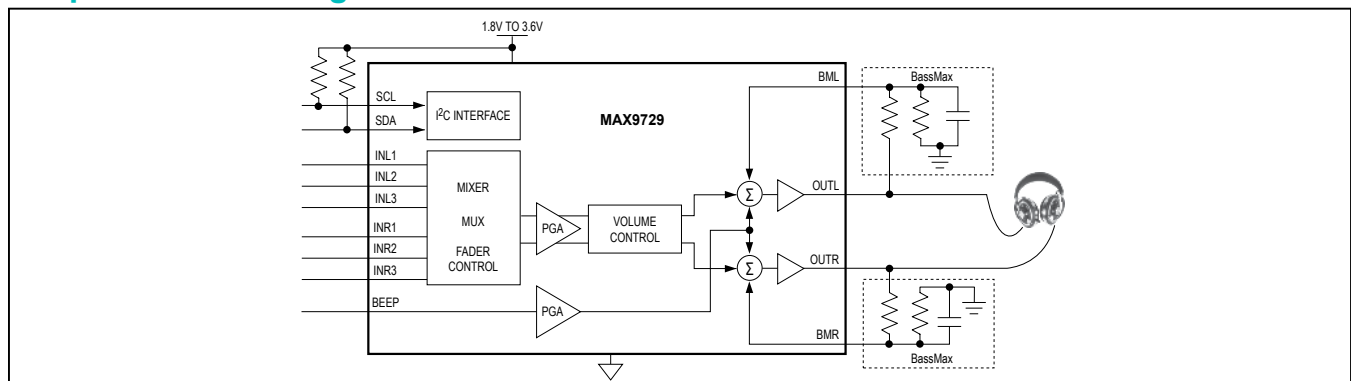 1.8V TO 3.6V
BML
BassMax
SCL
I²C INTERFACE
MAX9729
SDA
INL1
INL2
MIXER
OUTL
INL3
Σ
MUX
VOLUME
CONTROL
INR1
PGA
INR2
FADER
CONTROL
OUTR
INR3
Σ
BEEP
PGA
BMR
BassMax